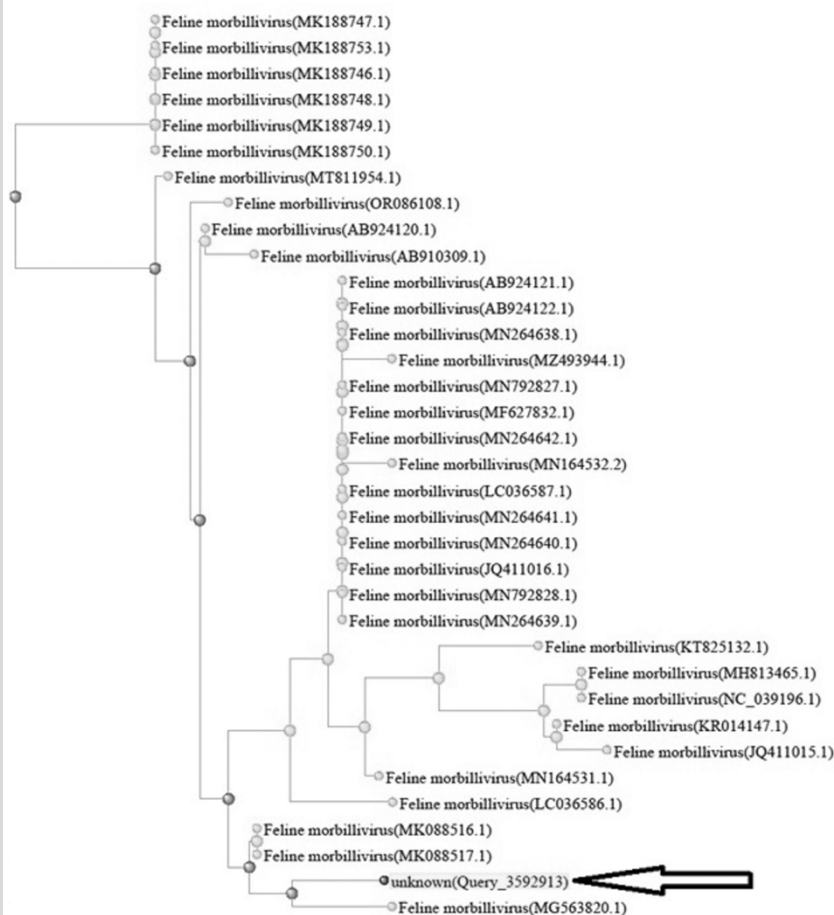 Feline morbillivirus(MK188747.1)
Feline morbillivirus(MK188753.1)
Feline morbillivirus(MK188746.1)
Feline morbillivirus(MK188748.1)
Feline morbillivirus(MK188749.1)
Feline morbillivirus(MK188750.1)
Feline morbillivirus(MT811954.1)
Feline morbillivirus(OR086108.1)
Feline morbillivirus(AB924120.1)
Feline morbillivirus(AB910309.1)
Feline morbillivirus(AB924121.1)
Feline morbillivirus(AB924122.1)
Feline morbillivirus(MN264638.1)
Feline morbillivirus(MZ493944.1)
Feline morbillivirus(MN792827.1)
Feline morbillivirus(MF627832.1)
Feline morbillivirus(MN264642.1)
Feline morbillivirus(MN164532.2)
Feline morbillivirus(LC036587.1)
Feline morbillivirus(MN264641.1)
Feline morbillivirus(MN264640.1)
Feline morbillivirus(JQ411016.1)
Feline morbillivirus(MN792828.1)
Feline morbillivirus(MN264639.1)
Feline morbillivirus(KT825132.1)
Feline morbillivirus(MH813465.1)
Feline morbillivirus(NC_039196.1)
Feline morbillivirus(KR014147.1)
Feline morbillivirus(JQ411015.1)
Feline morbillivirus(MN164531.1)
Feline morbillivirus(LC036586.1)
Feline morbillivirus(MK088516.1)
Feline morbillivirus(MK088517.1)
unknown(Query_3592913)
Feline morbillivirus(MG563820.1)